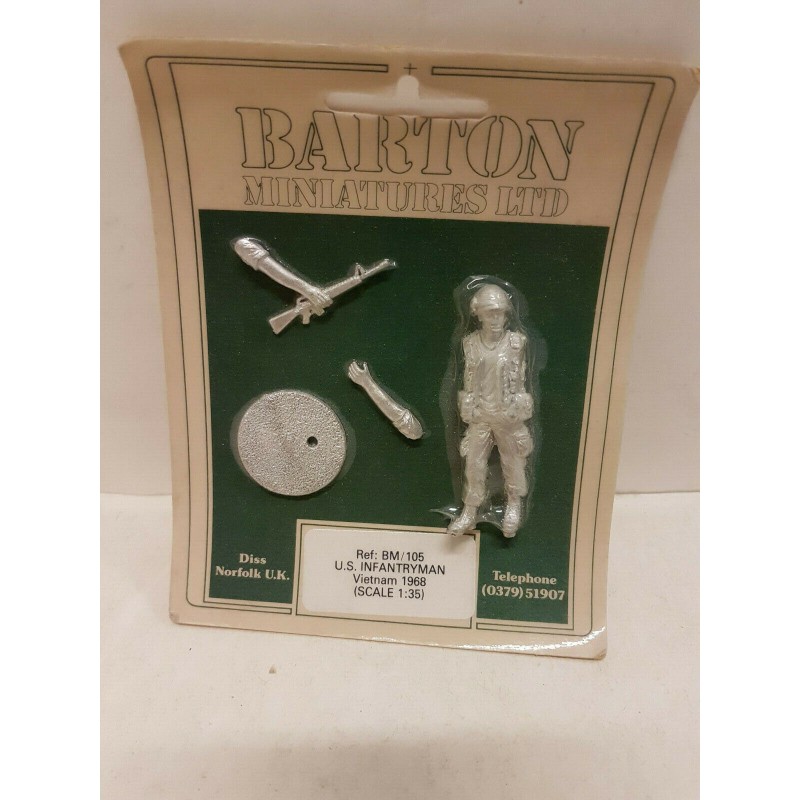 BARTON
MINIATURES LTD
Diss
Norfolk U.K.
Ref: BM/105
U.S. INFANTRYMAN
Vietnam 1968
(SCALE 1:35)
Telephone
(0379) 51907